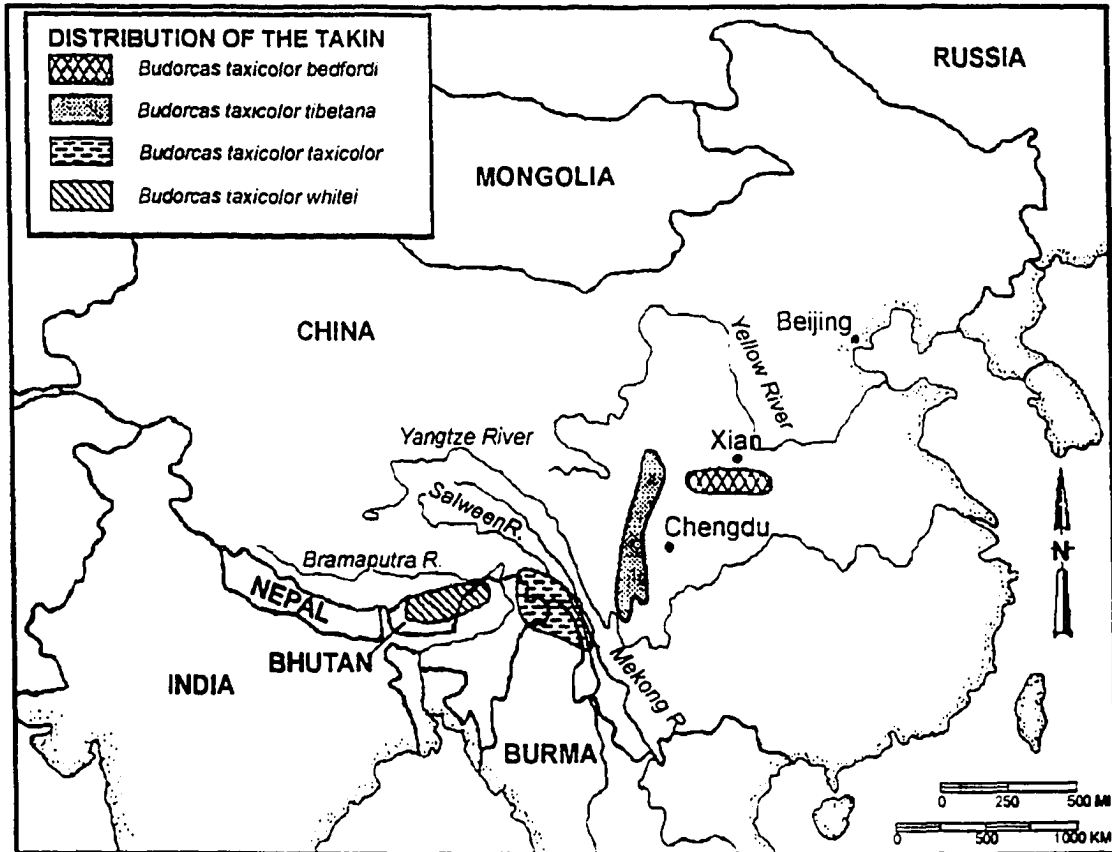 DISTRIBUTION OF THE TAKIN
Budorcas taxicolor bedfordi
Budorcas taxicolor tibetana
Budorcas taxicolor taxicolor
Budorcas taxicolor whitei
RUSSIA
MONGOLIA
CHINA
Beijing
Yellow River
Yangtze River
Xian
Salween R.
Chengdu
Bramaputra R.
N
NEPAL
BHUTAN
INDIA
Mekong R.
BURMA
0 250 500 MI
0 500 1000 KM